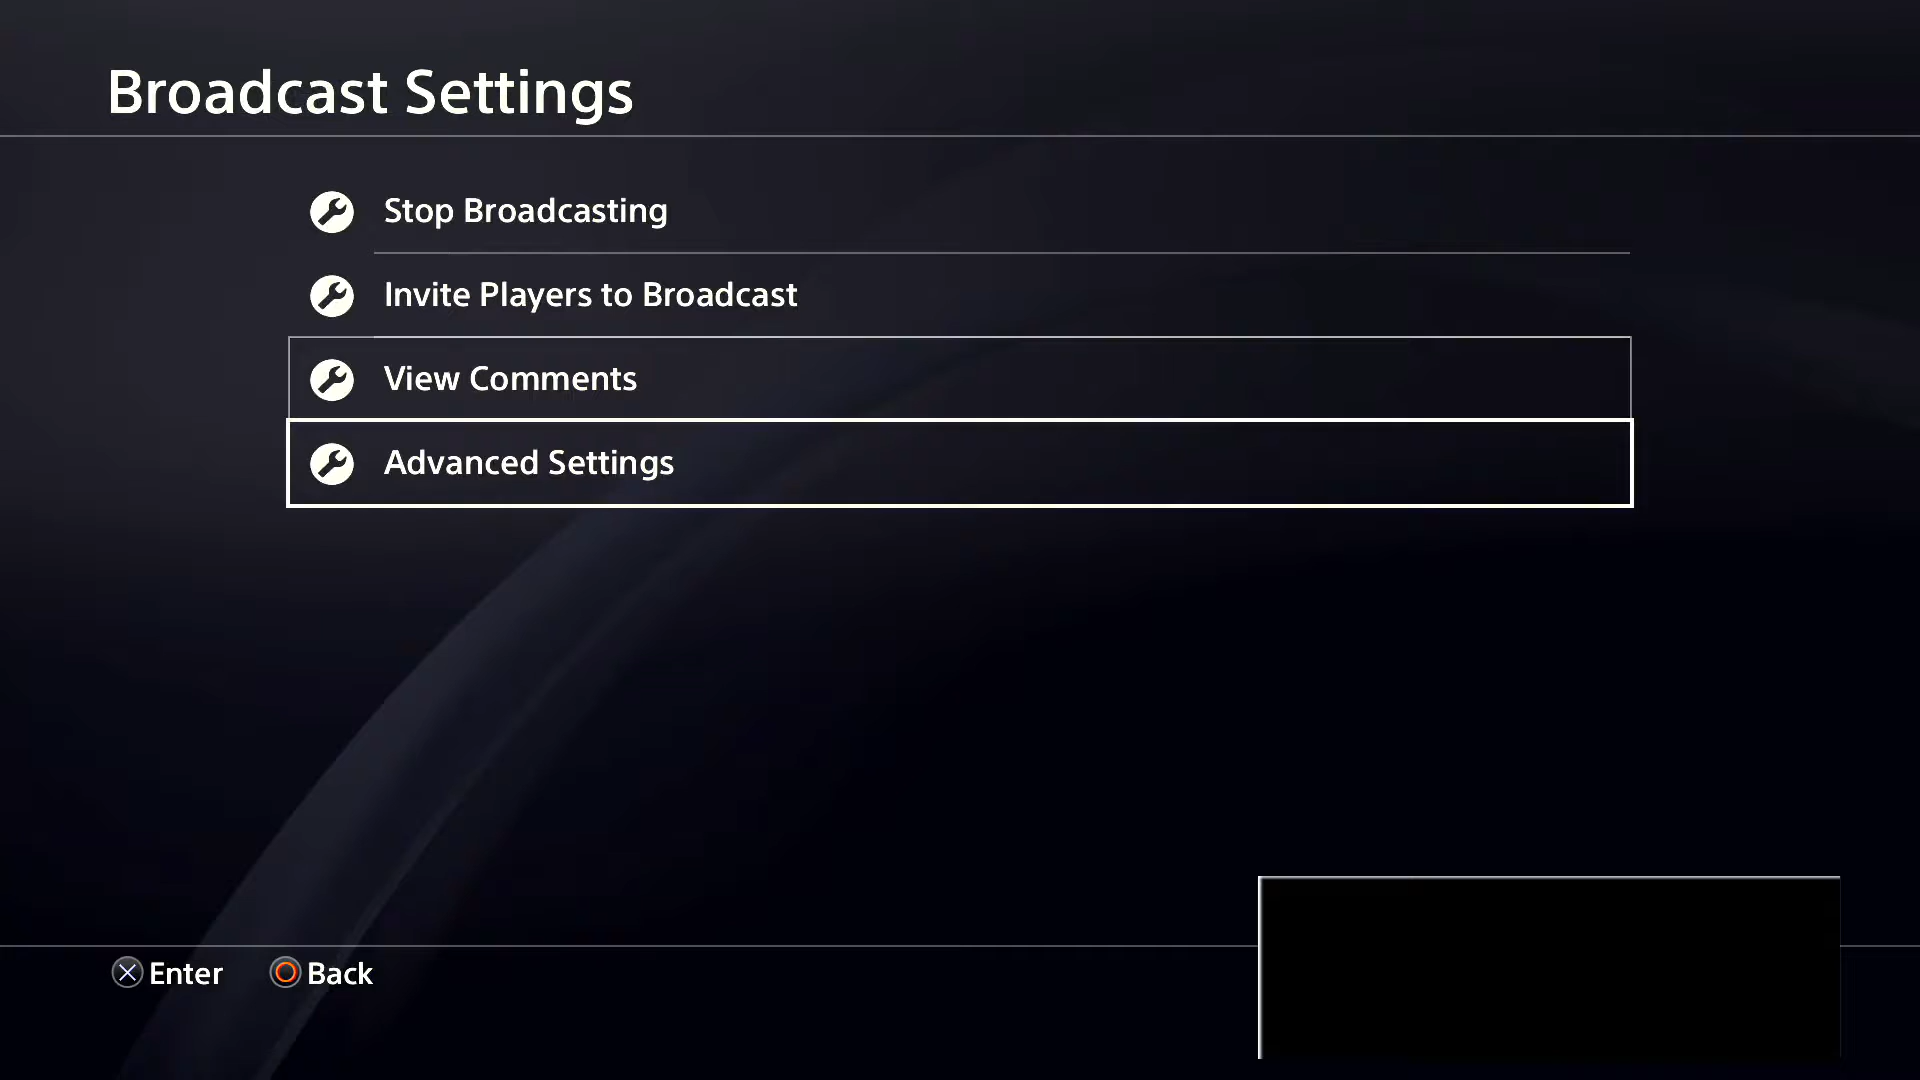 Broadcast Settings
Stop Broadcasting
Invite Players to Broadcast
View Comments
Advanced Settings
Enter Back